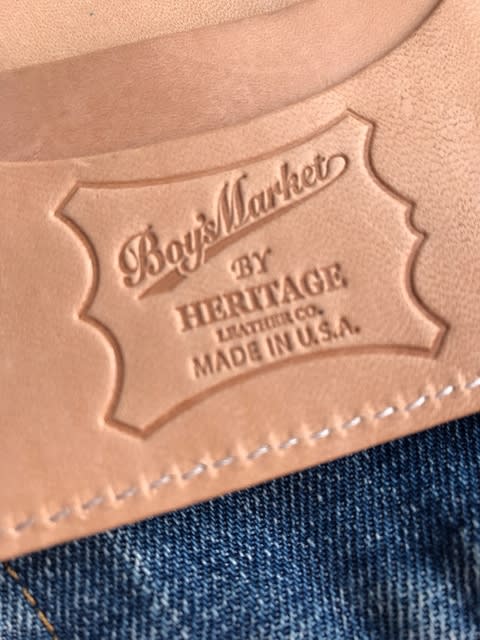 Boy's Market
BY
HERITAGE
LEATHER CO.
MADE IN U.S.A.